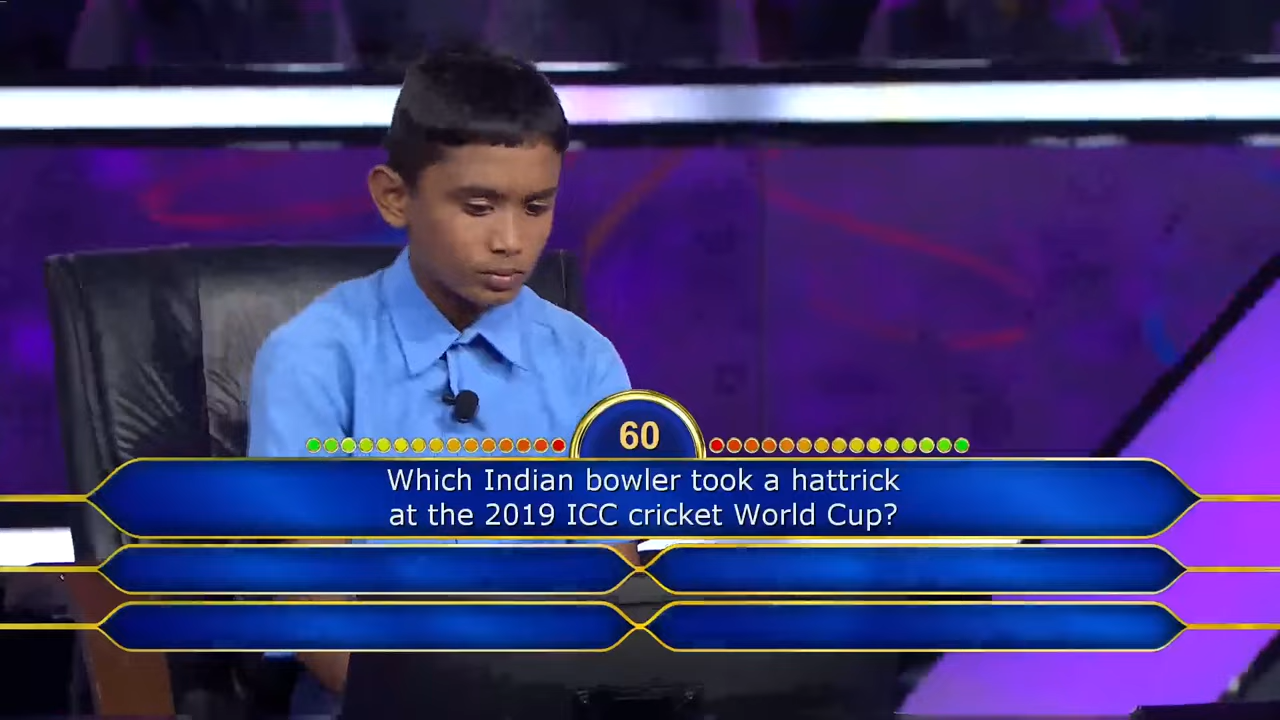 60
Which Indian bowler took a hattrick
at the 2019 ICC cricket World Cup?